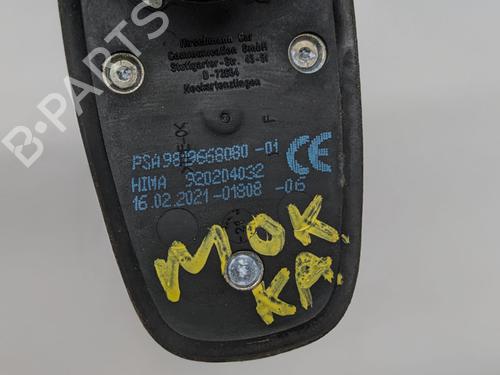 Hirschmann Car
Communication GmbH
Stuttgarter-Str. 45-51
D-72654
Neckartenzlingen
PSA 9819668080 -01
HIMA 920204032
16.02.2021-01808 -06
CE
MOK
KA
B-PARTS